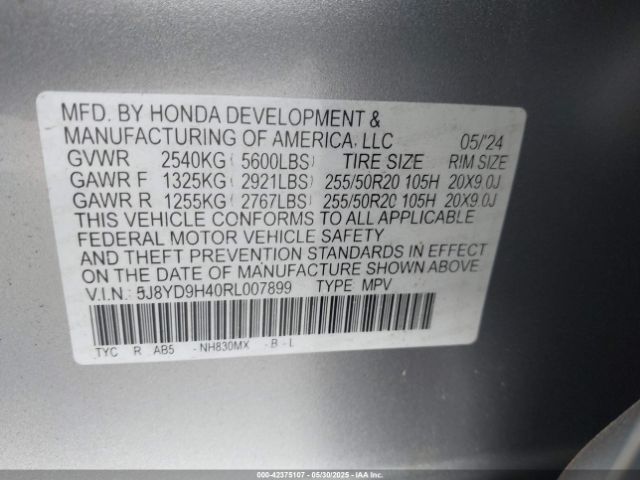 MFD. BY HONDA DEVELOPMENT &
MANUFACTURING OF AMERICA, LLC 05/'24
GVWR 2540KG ( 5600LBS) TIRE SIZE RIM SIZE
GAWR F 1325KG ( 2921LBS) 255/50R20 105H 20X9.0J
GAWR R 1255KG ( 2767LBS) 255/50R20 105H 20X9.0J
THIS VEHICLE CONFORMS TO ALL APPLICABLE
FEDERAL MOTOR VEHICLE SAFETY
AND THEFT PREVENTION STANDARDS IN EFFECT
ON THE DATE OF MANUFACTURE SHOWN ABOVE.
V.I.N.: 5J8YD9H40RL007899 TYPE MPV
TYC R AB5 - NH830MX - B - L
000-42375107 - 05/30/2025 - IAA Inc.